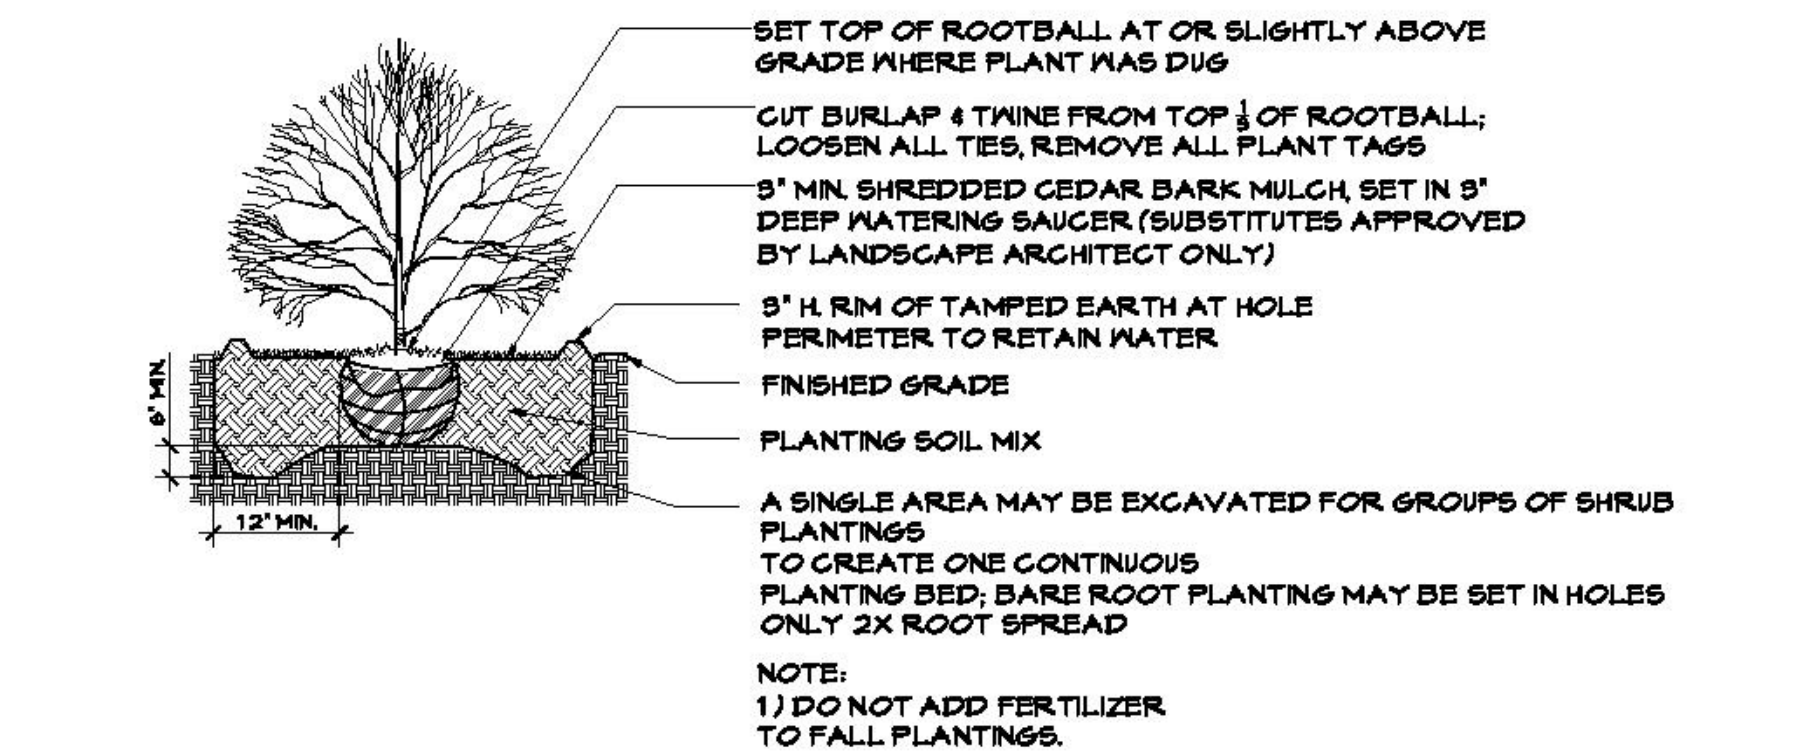 SET TOP OF ROOTBALL AT OR SLIGHTLY ABOVE
GRADE WHERE PLANT WAS DUG
CUT BURLAP & TWINE FROM TOP 1/3 OF ROOTBALL;
LOOSEN ALL TIES, REMOVE ALL PLANT TAGS
3" MIN. SHREDDED CEDAR BARK MULCH, SET IN 3"
DEEP WATERING SAUCER (SUBSTITUTES APPROVED
BY LANDSCAPE ARCHITECT ONLY)
3" H. RIM OF TAMPED EARTH AT HOLE
PERIMETER TO RETAIN WATER
FINISHED GRADE
PLANTING SOIL MIX
A SINGLE AREA MAY BE EXCAVATED FOR GROUPS OF SHRUB
PLANTINGS
TO CREATE ONE CONTINUOUS
PLANTING BED; BARE ROOT PLANTING MAY BE SET IN HOLES
ONLY 2X ROOT SPREAD
NOTE:
1) DO NOT ADD FERTILIZER
TO FALL PLANTINGS.
6" MIN.
12" MIN.